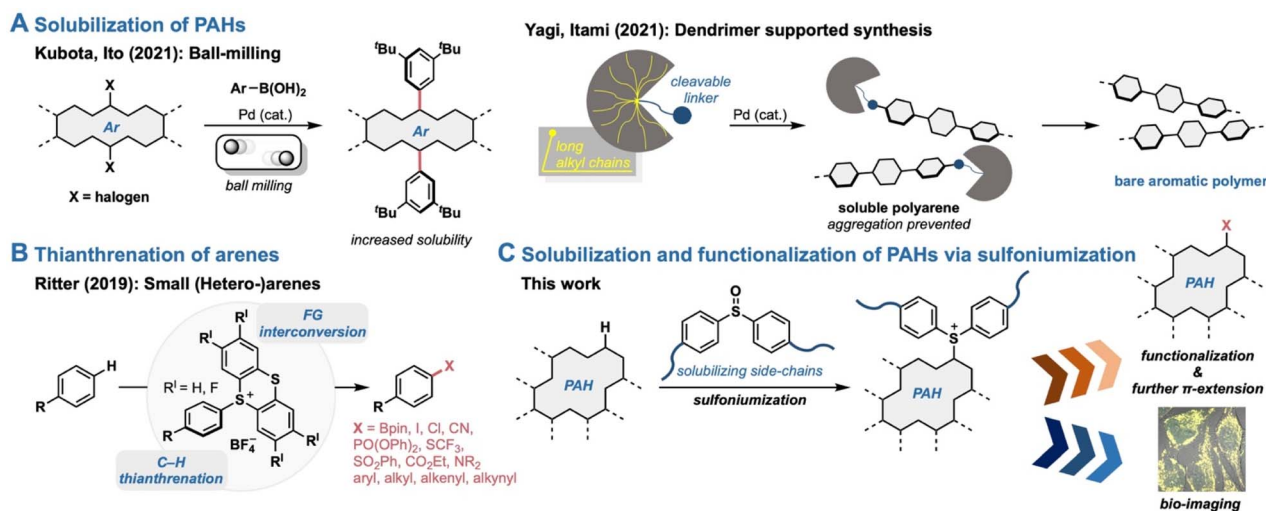 A Solubilization of PAHs
Kubota, Ito (2021): Ball-milling
X
Ar
X
X = halogen
Ar–B(OH)2
Pd (cat.)
ball milling
tBu
tBu
Ar
tBu
tBu
increased solubility
Yagi, Itami (2021): Dendrimer supported synthesis
cleavable
linker
long
alkyl chains
Pd (cat.)
soluble polyarene
aggregation prevented
bare aromatic polymer
B Thianthrenation of arenes
Ritter (2019): Small (Hetero-)arenes
H
R
FG
interconversion
RI
RI
RI = H, F
S
S+
R
BF4−
RI
RI
C–H
thianthrenation
X
R
X = Bpin, I, Cl, CN,
PO(OPh)2, SCF3,
SO2Ph, CO2Et, NR2
aryl, alkyl, alkenyl, alkynyl
C Solubilization and functionalization of PAHs via sulfoniumization
This work
H
PAH
O
S
solubilizing side-chains
sulfoniumization
S+
PAH
X
PAH
functionalization
&
further π-extension
bio-imaging